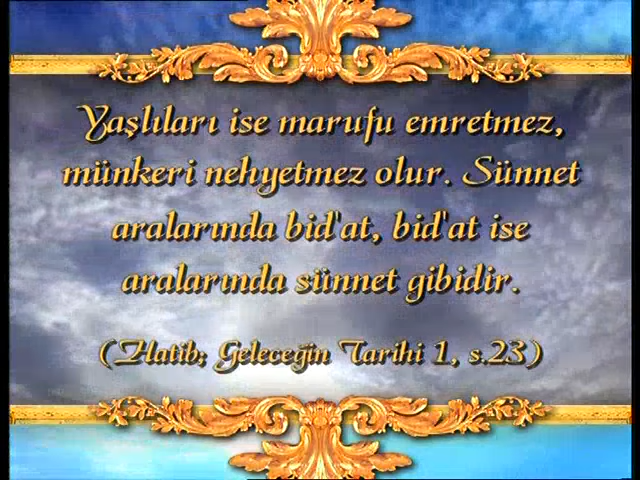 Yaşlıları ise marufu emretmez,
münkeri nehyetmez olur. Sünnet
aralarında bid'at, bid'at ise
aralarında sünnet gibidir.
(Hatib; Geleceğin Tarihi 1, s.23)